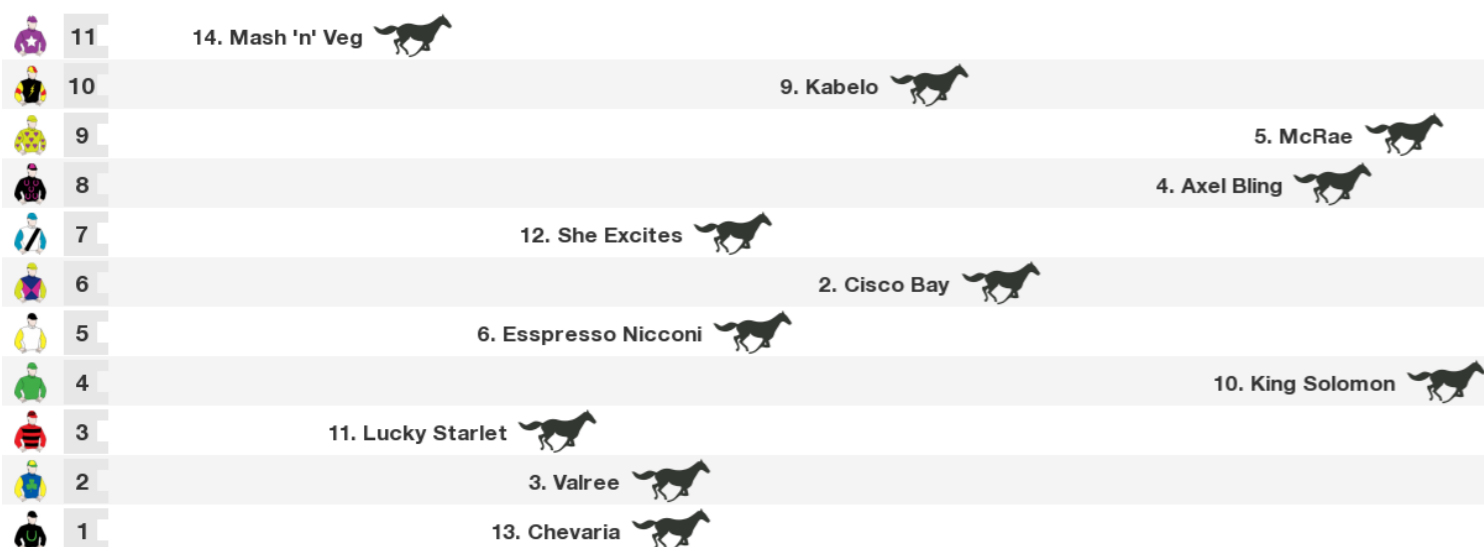 11 14. Mash 'n' Veg
10 9. Kabelo
9 5. McRae
8 4. Axel Bling
7 12. She Excites
6 2. Cisco Bay
5 6. Esspresso Nicconi
4 10. King Solomon
3 11. Lucky Starlet
2 3. Valree
1 13. Chevaria